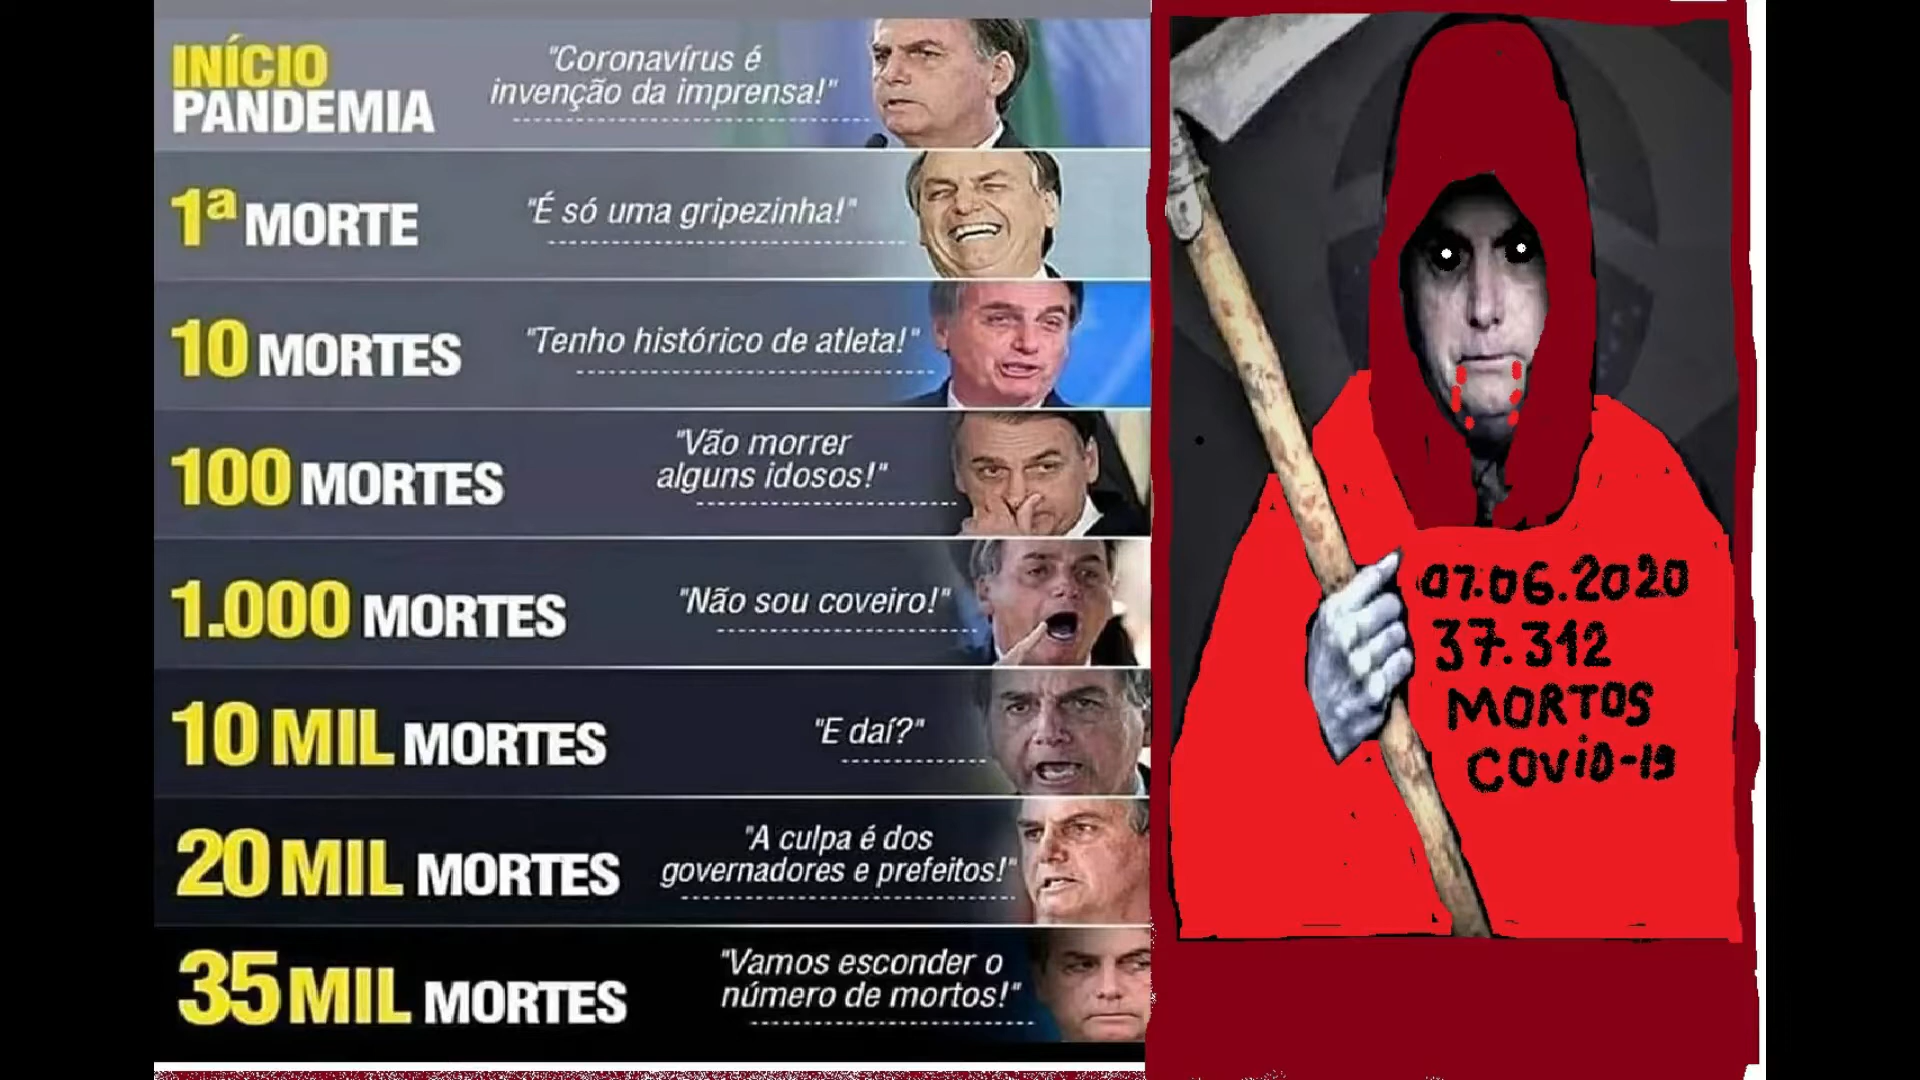 INÍCIO
PANDEMIA
"Coronavírus é
invenção da imprensa!"
1ª MORTE
"É só uma gripezinha!"
10 MORTES
"Tenho histórico de atleta!"
100 MORTES
"Vão morrer
alguns idosos!"
1.000 MORTES
"Não sou coveiro!"
10 MIL MORTES
"E daí?"
20 MIL MORTES
"A culpa é dos
governadores e prefeitos!"
35 MIL MORTES
"Vamos esconder o
número de mortos!"
07.06.2020
37.312
MORTOS
COViD-19